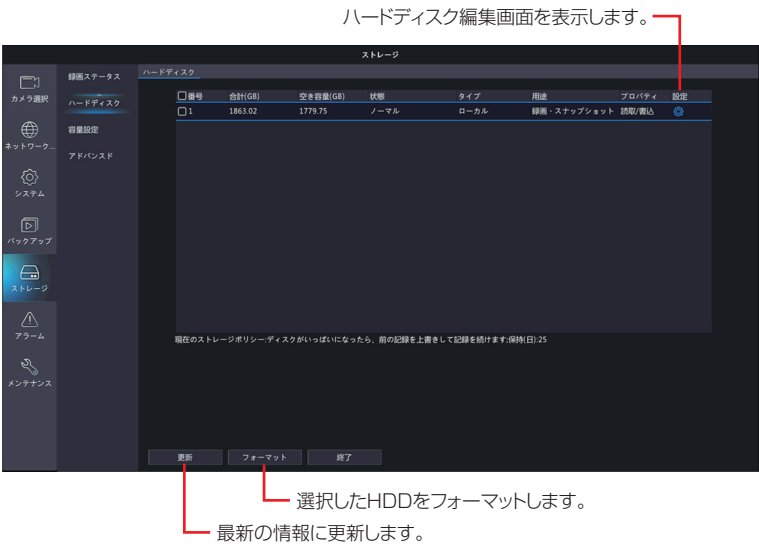 ハードディスク編集画面を表示します。
ストレージ
カメラ選択
ネットワーク...
システム
バックアップ
ストレージ
アラーム
メンテナンス
録画ステータス
ハードディスク
容量設定
アドバンスド
ハードディスク
番号 合計(GB) 空き容量(GB) 状態 タイプ 用途 プロパティ 設定
1 1863.02 1779.75 ノーマル ローカル 録画・スナップショット 読取/書込
現在のストレージポリシー:ディスクがいっぱいになったら、前の記録を上書きして記録を続けます;保持(日):25
更新 フォーマット 終了
選択したHDDをフォーマットします。
最新の情報に更新します。